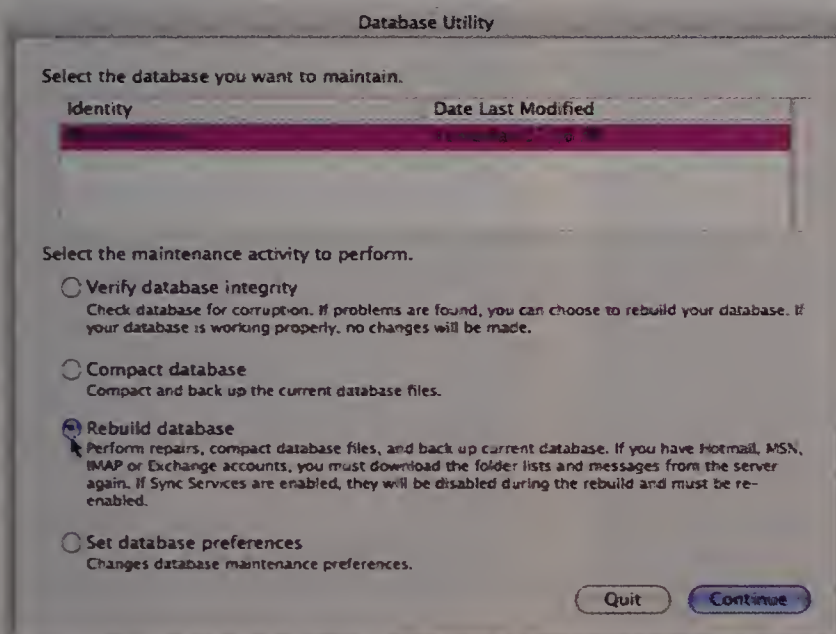 Database Utility
Select the database you want to maintain.
Identity Date Last Modified
Select the maintenance activity to perform.
Verify database integrity
Check database for corruption. If problems are found, you can choose to rebuild your database. If
your database is working properly, no changes will be made.
Compact database
Compact and back up the current database files.
Rebuild database
Perform repairs, compact database files, and back up current database. If you have Hotmail, MSN,
IMAP or Exchange accounts, you must download the folder lists and messages from the server
again. If Sync Services are enabled, they will be disabled during the rebuild and must be re-
enabled.
Set database preferences
Changes database maintenance preferences.
Quit Continue